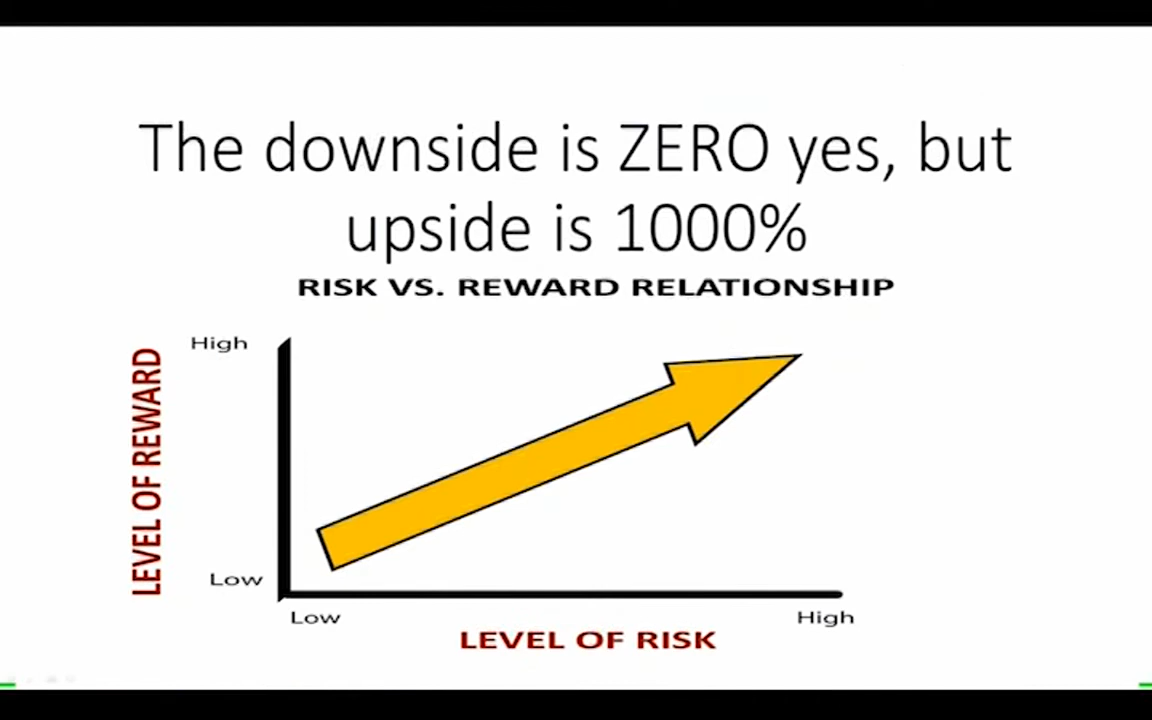 The downside is ZERO yes, but
upside is 1000%
RISK VS. REWARD RELATIONSHIP
High
LEVEL OF REWARD
Low
Low
High
LEVEL OF RISK